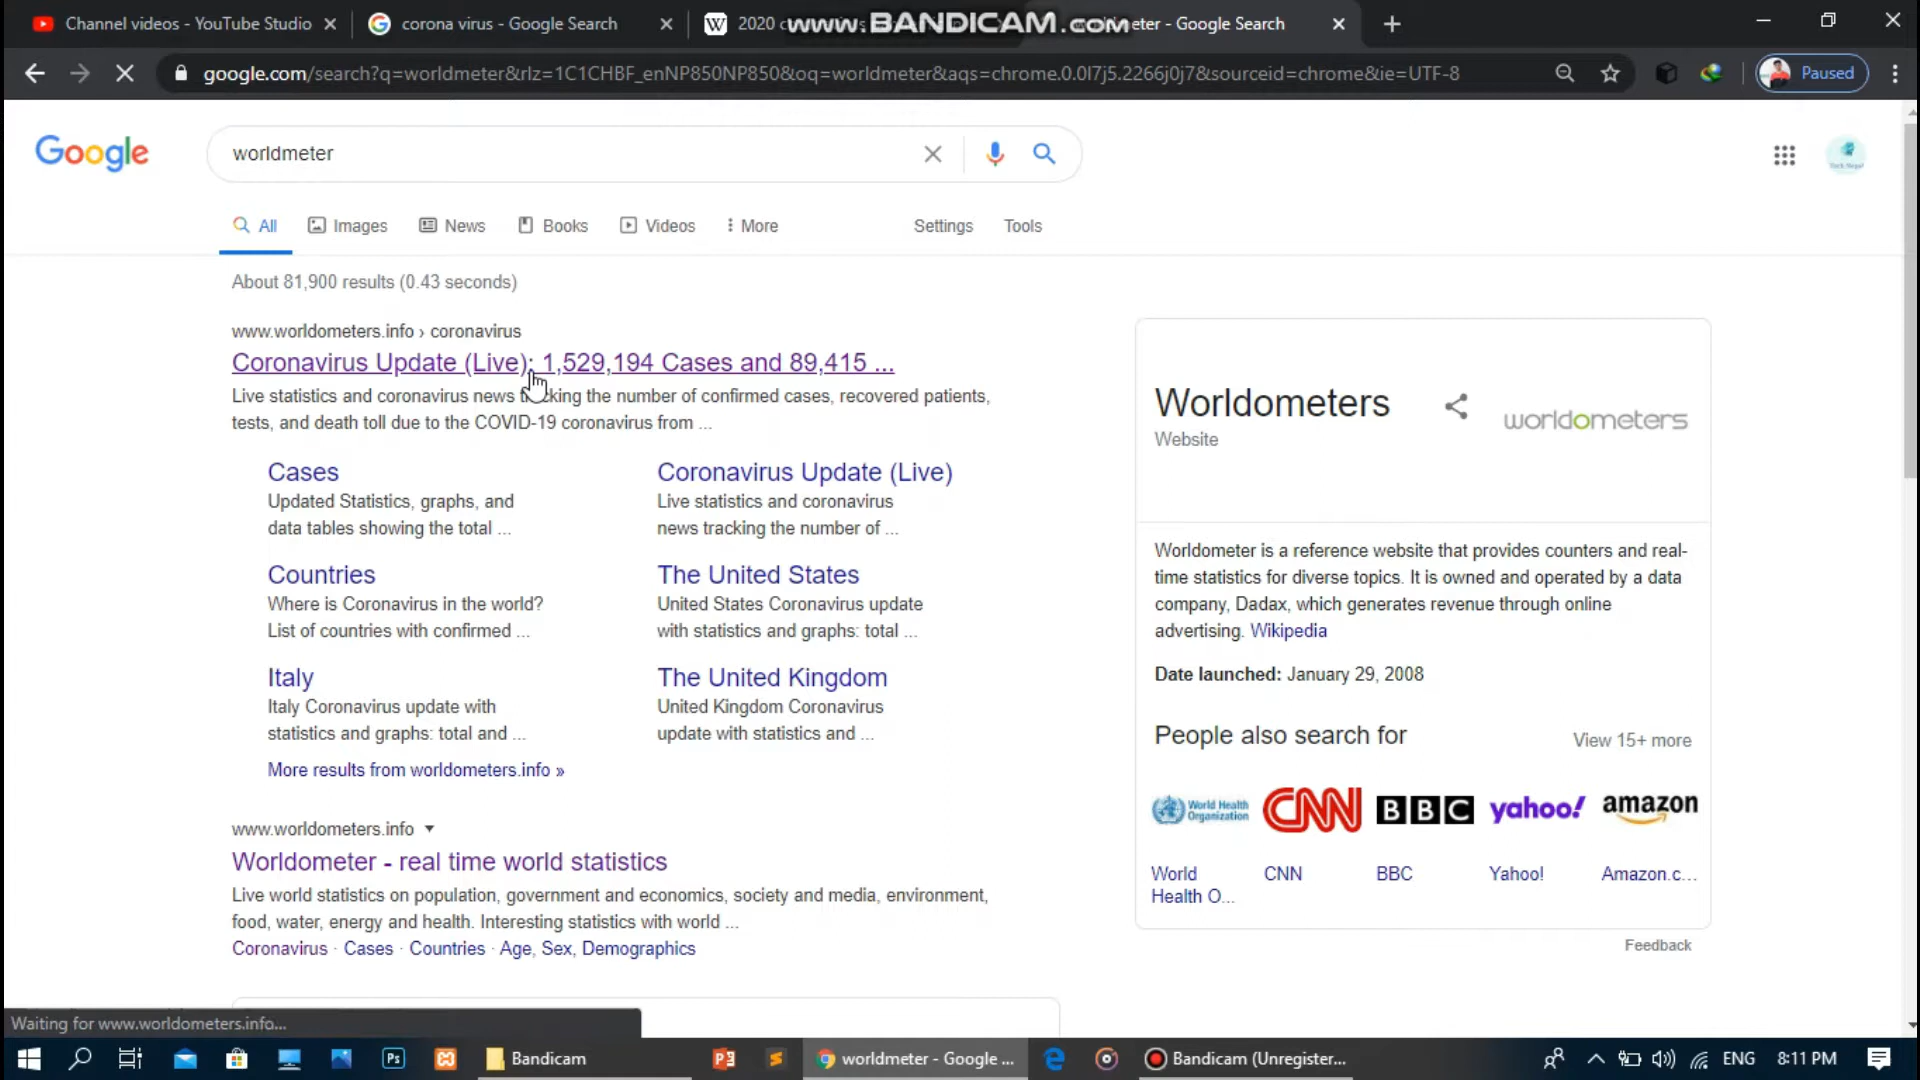 Channel videos - YouTube Studio
corona virus - Google Search
2020 c
www.BANDICAM.com
eter - Google Search
google.com/search?q=worldmeter&rlz=1C1CHBF_enNP850NP850&oq=worldmeter&aqs=chrome.0.0l7j5.2266j0j7&sourceid=chrome&ie=UTF-8
Paused
Google
worldmeter
All
Images
News
Books
Videos
More
Settings
Tools
About 81,900 results (0.43 seconds)
www.worldometers.info › coronavirus
Coronavirus Update (Live): 1,529,194 Cases and 89,415 ...
Live statistics and coronavirus news tracking the number of confirmed cases, recovered patients,
tests, and death toll due to the COVID-19 coronavirus from ...
Cases
Updated Statistics, graphs, and
data tables showing the total ...
Coronavirus Update (Live)
Live statistics and coronavirus
news tracking the number of ...
Countries
Where is Coronavirus in the world?
List of countries with confirmed ...
The United States
United States Coronavirus update
with statistics and graphs: total ...
Italy
Italy Coronavirus update with
statistics and graphs: total and ...
The United Kingdom
United Kingdom Coronavirus
update with statistics and ...
More results from worldometers.info »
www.worldometers.info
Worldometer - real time world statistics
Live world statistics on population, government and economics, society and media, environment,
food, water, energy and health. Interesting statistics with world ...
Coronavirus · Cases · Countries · Age, Sex, Demographics
Worldometers
Website
worldometers
Worldometer is a reference website that provides counters and real-
time statistics for diverse topics. It is owned and operated by a data
company, Dadax, which generates revenue through online
advertising. Wikipedia
Date launched: January 29, 2008
People also search for
View 15+ more
World Health
Organization
CNN
BBC
yahoo!
amazon
World
Health O...
CNN
BBC
Yahoo!
Amazon.c...
Feedback
Waiting for www.worldometers.info...
Ps
Bandicam
worldmeter - Google ...
Bandicam (Unregister...
ENG
8:11 PM